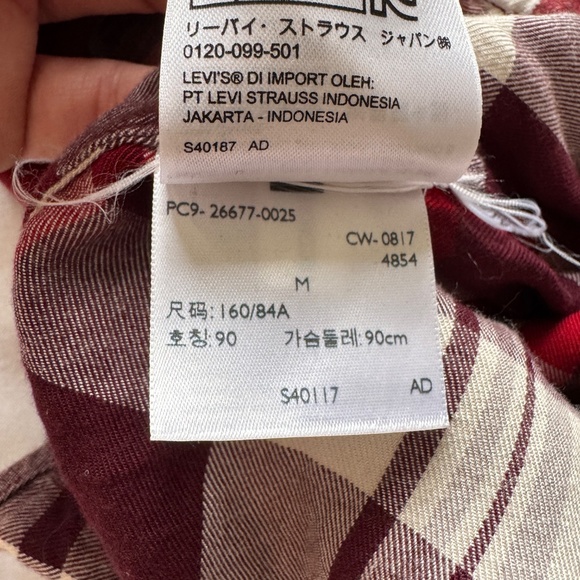 リーバイ・ストラウス ジャパン㈱
0120-099-501
LEVI'S® DI IMPORT OLEH:
PT LEVI STRAUSS INDONESIA
JAKARTA - INDONESIA
S40187 AD
PC9- 26677-0025
CW-0817
4854
M
尺码: 160/84A
호칭: 90 가슴둘레: 90cm
S40117 AD